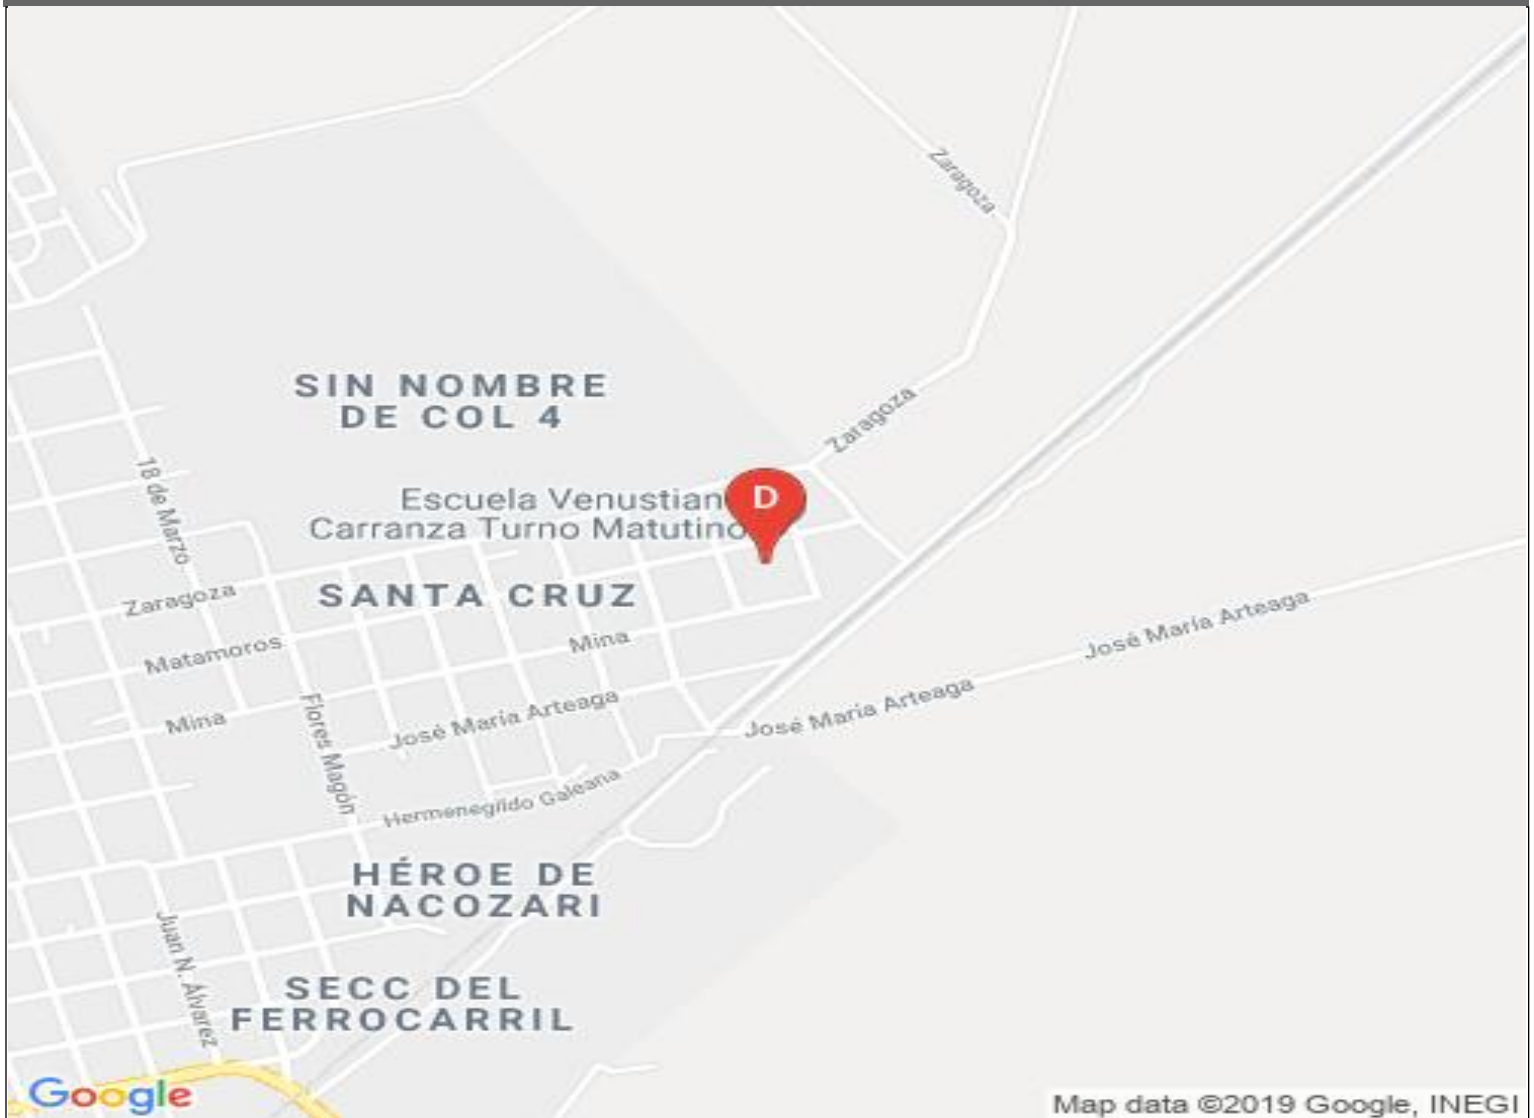 Zaragoza
SIN NOMBRE
DE COL 4
Zaragoza
18 de Marzo
D
Escuela Venustian
Carranza Turno Matutino
Zaragoza
SANTA CRUZ
Matamoros
Mina
Mina
José María Arteaga
José María Arteaga
José María Arteaga
Flores Magón
Hermenegildo Galeana
HÉROE DE
NACOZARI
Juan N. Álvarez
SECC DEL
FERROCARRIL
Google
Map data ©2019 Google, INEGI